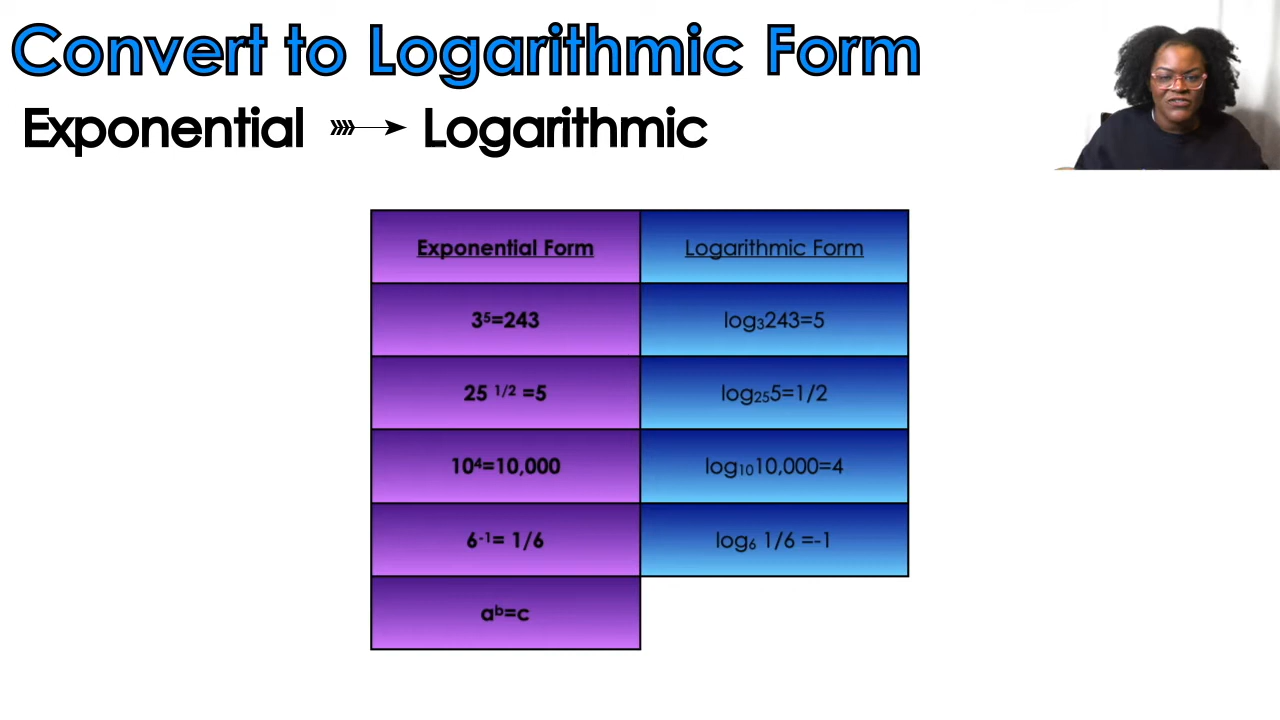 Convert to Logarithmic Form
Exponential Logarithmic
Exponential Form Logarithmic Form
3⁵=243 log₃243=5
25 ¹/² =5 log₂₅5=1/2
10⁴=10,000 log₁₀10,000=4
6⁻¹= 1/6 log₆ 1/6 =-1
aᵇ=c